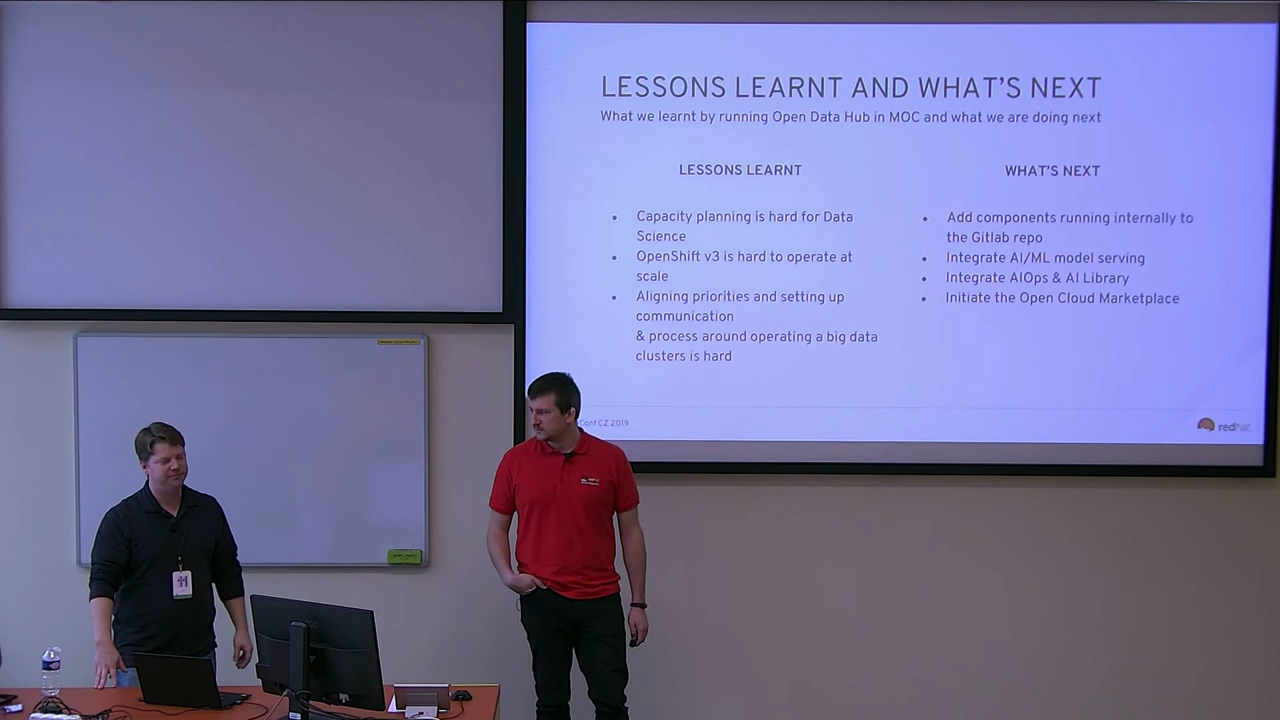 LESSONS LEARNT AND WHAT'S NEXT
What we learnt by running Open Data Hub in MOC and what we are doing next
LESSONS LEARNT
• Capacity planning is hard for Data
Science
• OpenShift v3 is hard to operate at
scale
• Aligning priorities and setting up
communication
& process around operating a big data
clusters is hard
WHAT'S NEXT
• Add components running internally to
the Gitlab repo
• Integrate AI/ML model serving
• Integrate AIOps & AI Library
• Initiate the Open Cloud Marketplace
Conf.CZ 2019
redhat